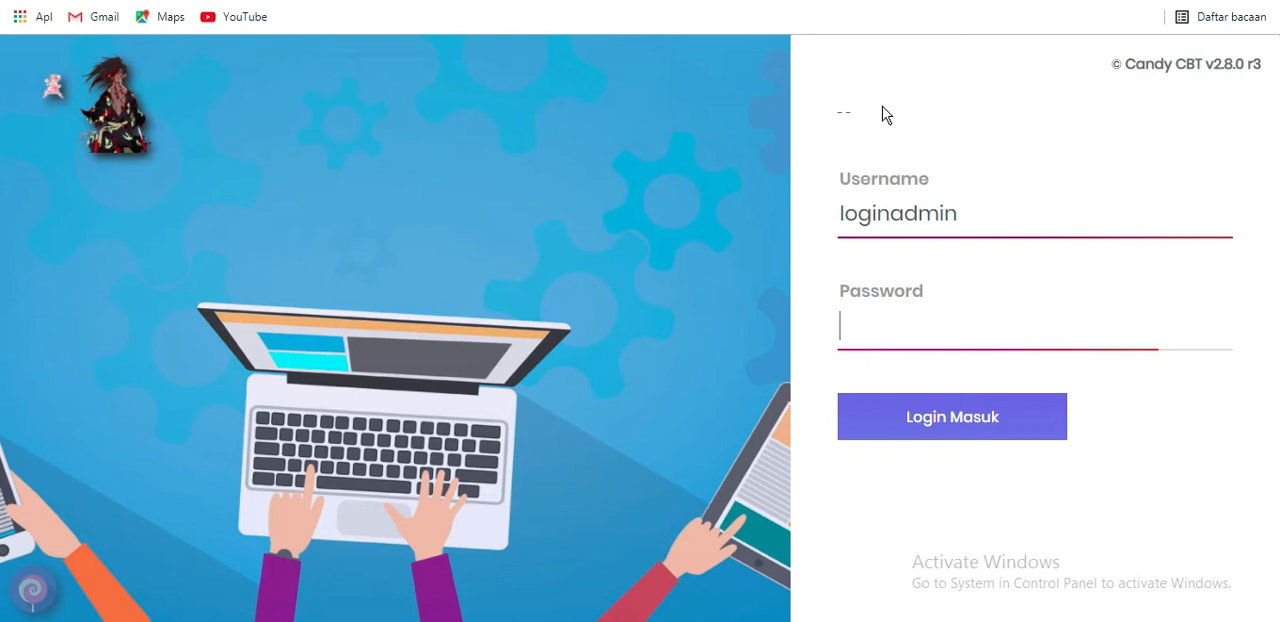 Apl Gmail Maps YouTube Daftar bacaan
© Candy CBT v2.8.0 r3
--
Username
loginadmin
Password
Login Masuk
Activate Windows
Go to System in Control Panel to activate Windows.